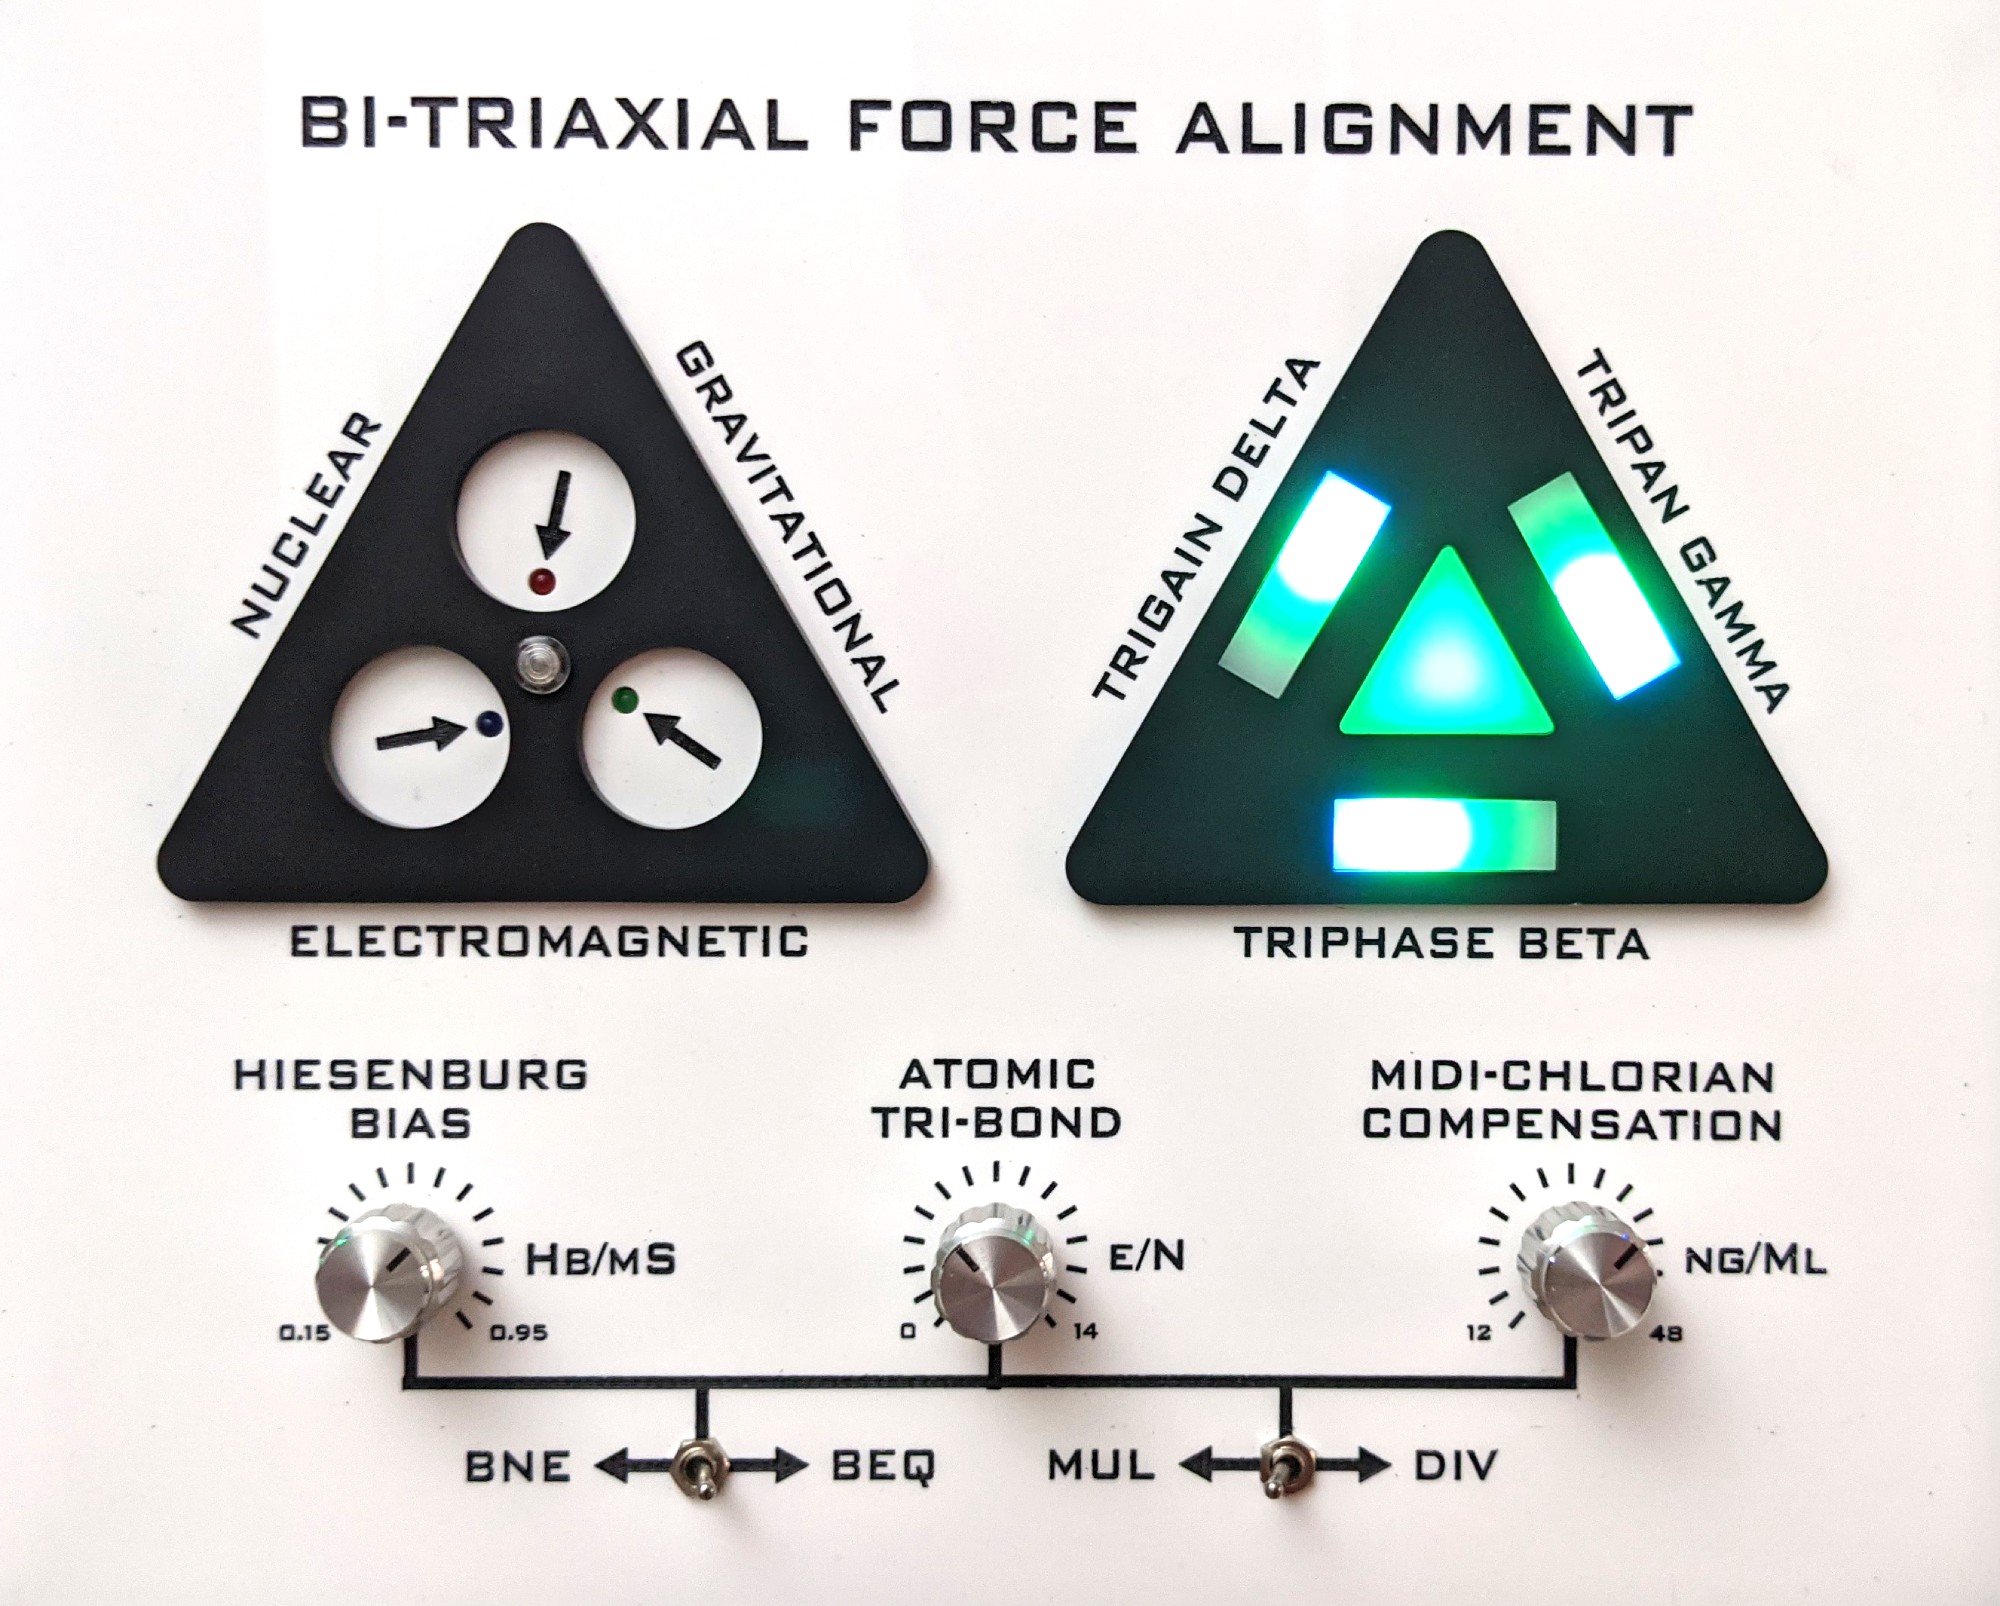 BI-TRIAXIAL FORCE ALIGNMENT
NUCLEAR
GRAVITATIONAL
ELECTROMAGNETIC
TRIGAIN DELTA
TRIPAN GAMMA
TRIPHASE BETA
HIESENBURG
BIAS
0.15
0.95
HB/MS
ATOMIC
TRI-BOND
0
14
E/N
MIDI-CHLORIAN
COMPENSATION
12
48
NG/ML
BNE
BEQ
MUL
DIV